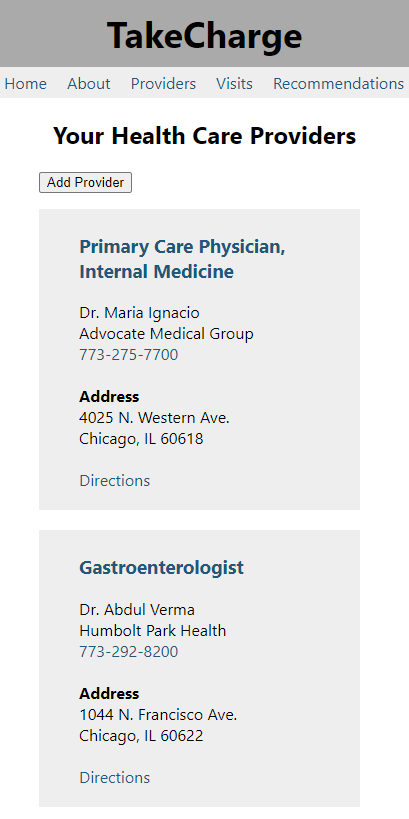 TakeCharge
Home About Providers Visits Recommendations
Your Health Care Providers
Add Provider
Primary Care Physician,
Internal Medicine
Dr. Maria Ignacio
Advocate Medical Group
773-275-7700
Address
4025 N. Western Ave.
Chicago, IL 60618
Directions
Gastroenterologist
Dr. Abdul Verma
Humbolt Park Health
773-292-8200
Address
1044 N. Francisco Ave.
Chicago, IL 60622
Directions